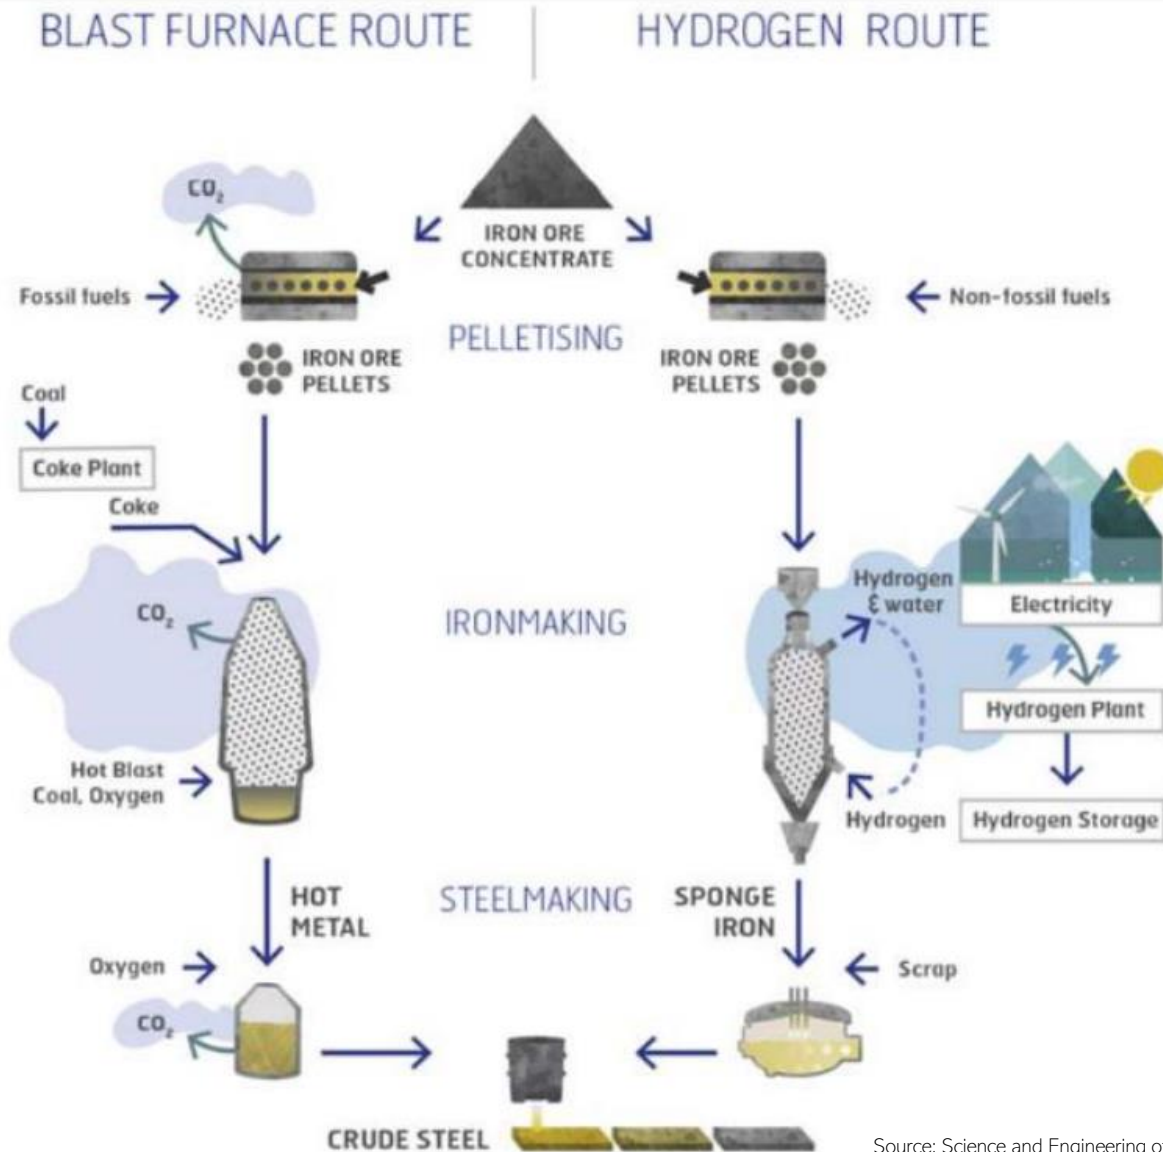 BLAST FURNACE ROUTE
HYDROGEN ROUTE
CO₂
IRON ORE
CONCENTRATE
Fossil fuels
Non-fossil fuels
PELLETISING
IRON ORE
PELLETS
IRON ORE
PELLETS
Coal
Coke Plant
Coke
CO₂
IRONMAKING
Hydrogen
& water
Electricity
Hydrogen Plant
Hot Blast
Coal, Oxygen
Hydrogen
Hydrogen Storage
HOT
METAL
STEELMAKING
SPONGE
IRON
Oxygen
Scrap
CO₂
CRUDE STEEL
Source: Science and Engineering o